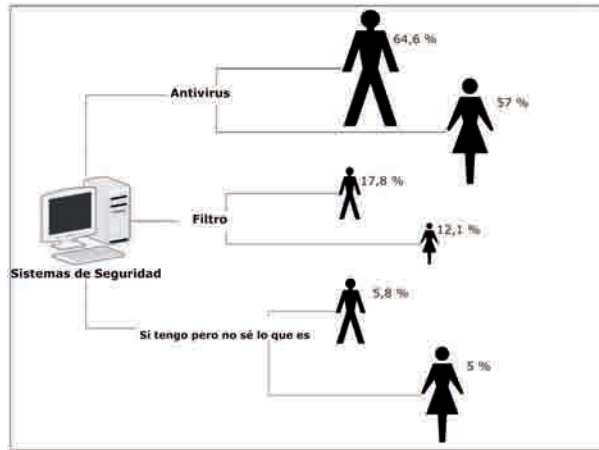 64,6 %
Antivirus
57 %
17,8 %
Filtro
12,1 %
Sistemas de Seguridad
5,8 %
Sí tengo pero no sé lo que es
5 %